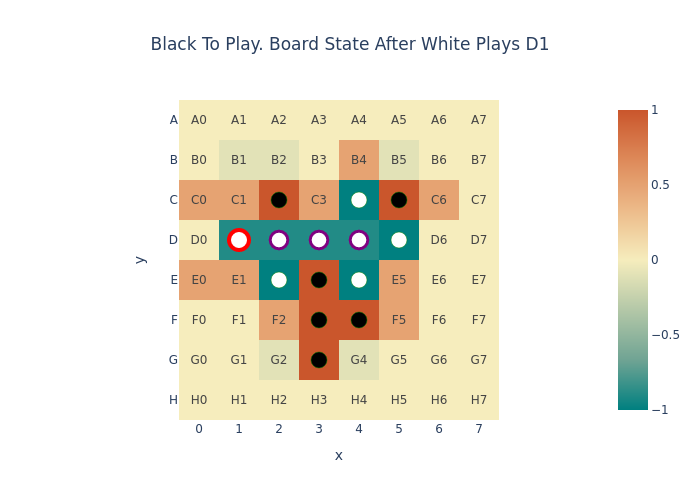 Black To Play. Board State After White Plays D1
A A0 A1 A2 A3 A4 A5 A6 A7
B B0 B1 B2 B3 B4 B5 B6 B7
C C0 C1 C3 C6 C7
D D0 D6 D7
E E0 E1 E5 E6 E7
F F0 F1 F2 F5 F6 F7
G G0 G1 G2 G4 G5 G6 G7
H H0 H1 H2 H3 H4 H5 H6 H7
0 1 2 3 4 5 6 7
x
y
1
0.5
0
−0.5
−1